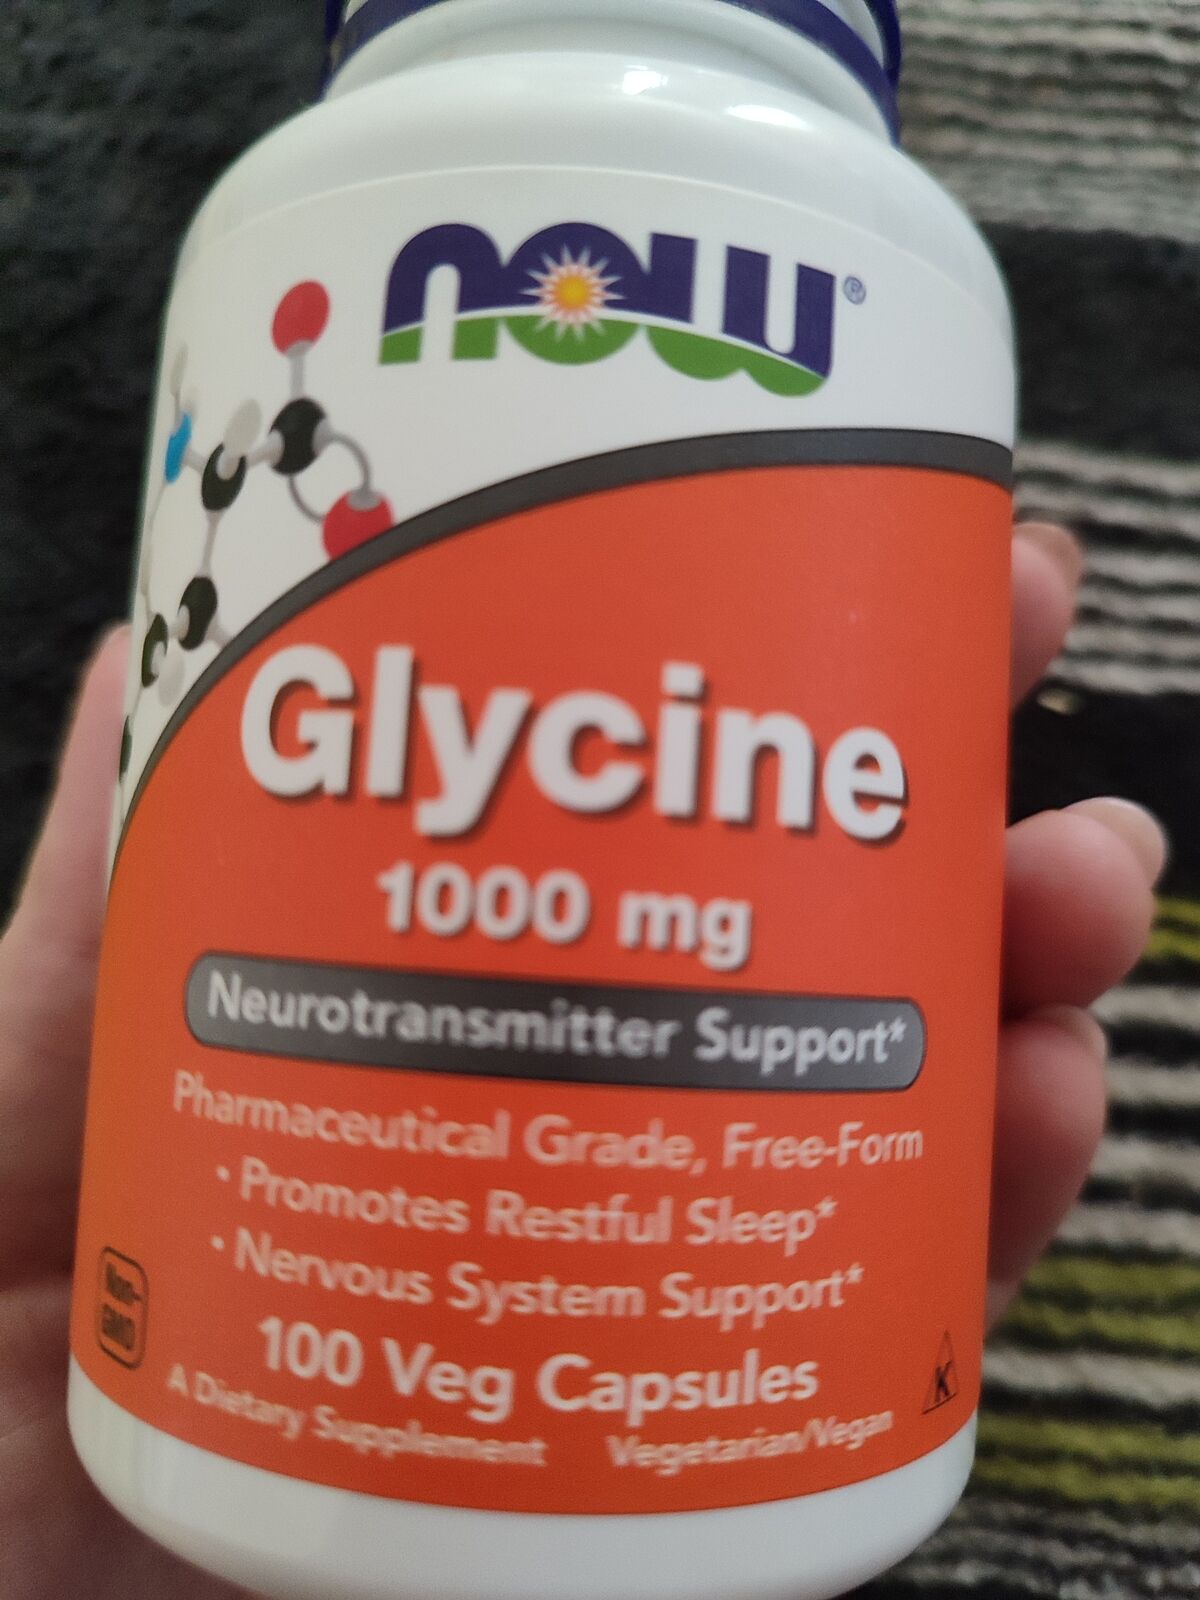 NOW®
Glycine
1000 mg
Neurotransmitter Support*
Pharmaceutical Grade, Free-Form
• Promotes Restful Sleep*
• Nervous System Support*
Non-
GMO
100 Veg Capsules
K
A Dietary Supplement Vegetarian/Vegan